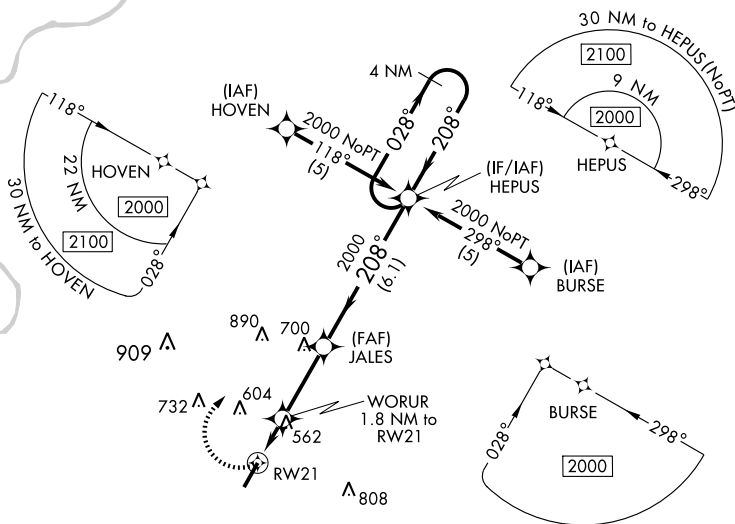 30 NM to HEPUS (NoPT)
2100
9 NM
2000
118°
HEPUS
298°
4 NM
(IAF)
HOVEN
2000 NoPT
118°
(5)
028°
208°
(IF/IAF)
HEPUS
118°
HOVEN
22 NM
2000
2100
30 NM to HOVEN
028°
2000 NoPT
298°
(5)
(IAF)
BURSE
2000
208°
(6.1)
890
700
(FAF)
JALES
909
732
604
WORUR
1.8 NM to
RW21
562
RW21
808
BURSE
028°
298°
2000